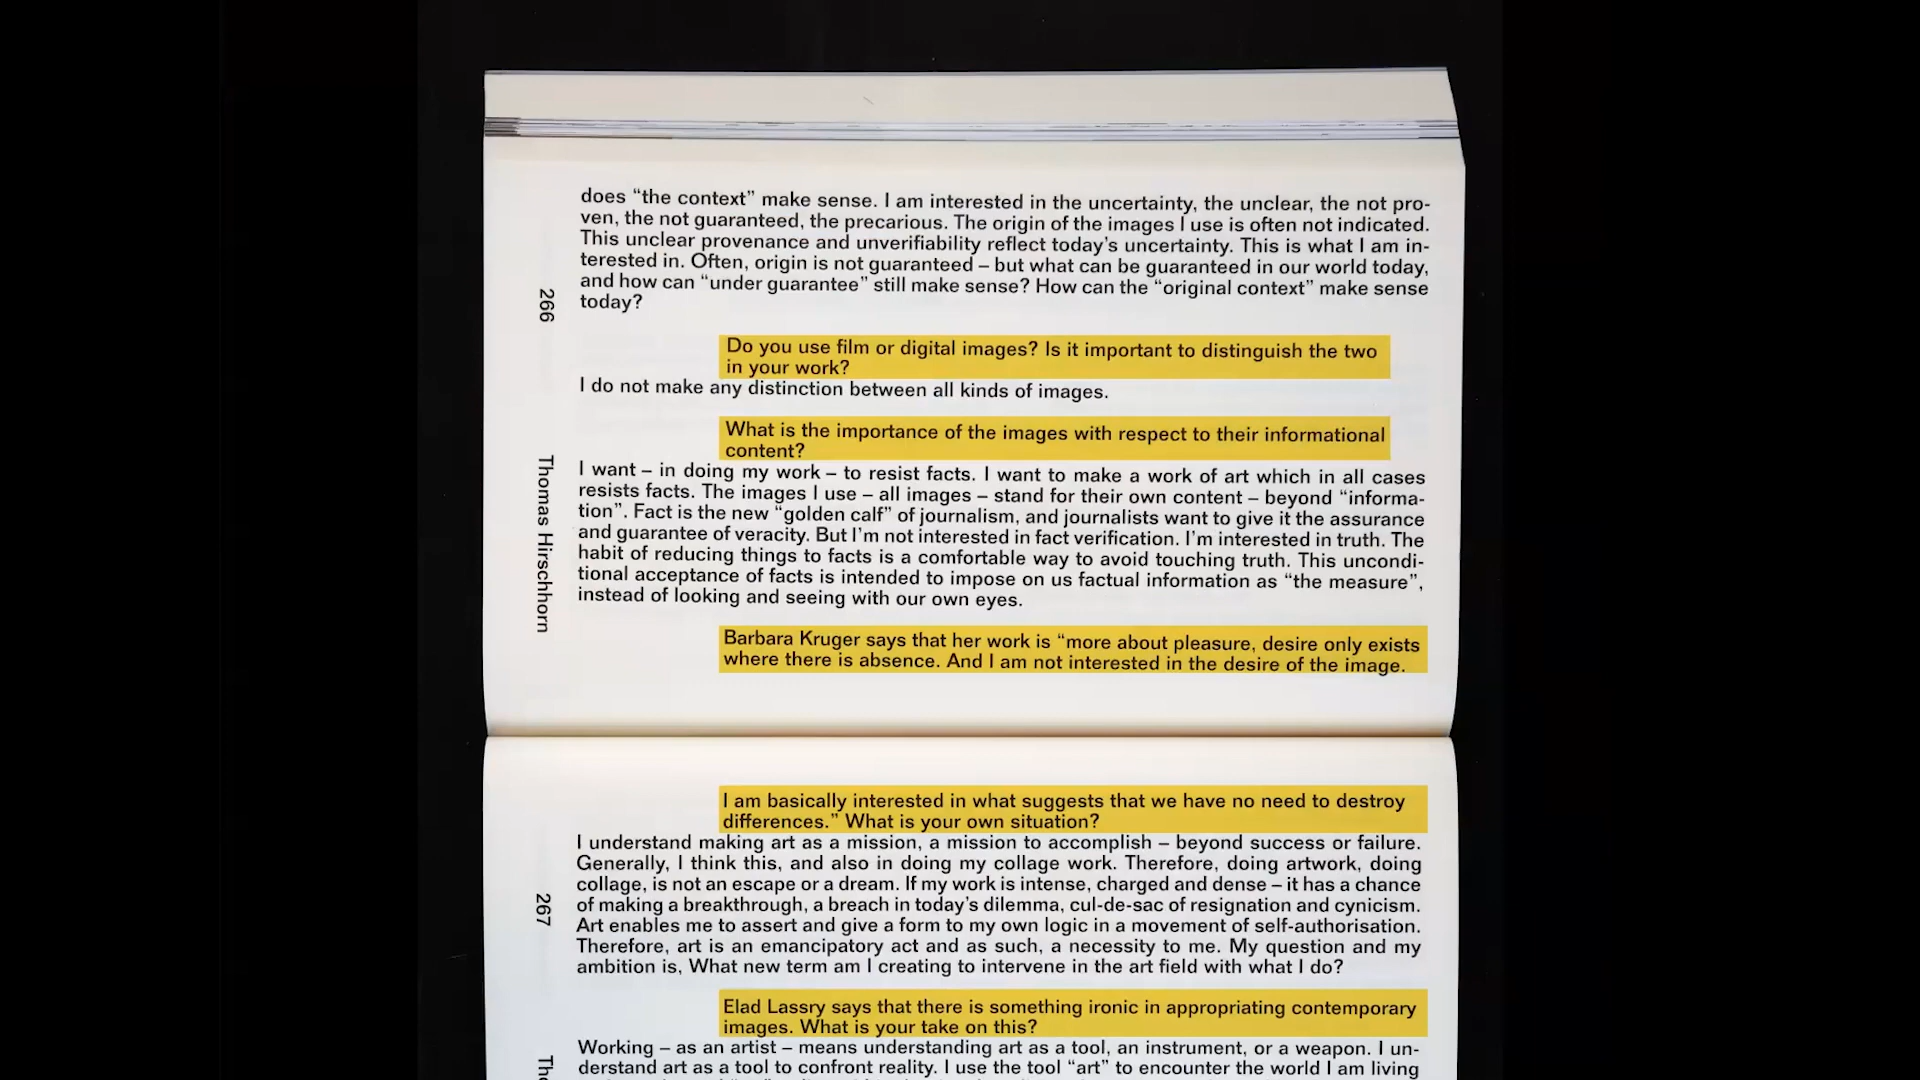 does “the context” make sense. I am interested in the uncertainty, the unclear, the not pro-
ven, the not guaranteed, the precarious. The origin of the images I use is often not indicated.
This unclear provenance and unverifiability reflect today’s uncertainty. This is what I am in-
terested in. Often, origin is not guaranteed – but what can be guaranteed in our world today,
and how can “under guarantee” still make sense? How can the “original context” make sense
today?
266
Do you use film or digital images? Is it important to distinguish the two
in your work?
I do not make any distinction between all kinds of images.
What is the importance of the images with respect to their informational
content?
I want – in doing my work – to resist facts. I want to make a work of art which in all cases
resists facts. The images I use – all images – stand for their own content – beyond “informa-
tion”. Fact is the new “golden calf” of journalism, and journalists want to give it the assurance
and guarantee of veracity. But I’m not interested in fact verification. I’m interested in truth. The
habit of reducing things to facts is a comfortable way to avoid touching truth. This uncondi-
tional acceptance of facts is intended to impose on us factual information as “the measure”,
instead of looking and seeing with our own eyes.
Thomas Hirschhorn
Barbara Kruger says that her work is “more about pleasure, desire only exists
where there is absence. And I am not interested in the desire of the image.
I am basically interested in what suggests that we have no need to destroy
differences.” What is your own situation?
I understand making art as a mission, a mission to accomplish – beyond success or failure.
Generally, I think this, and also in doing my collage work. Therefore, doing artwork, doing
collage, is not an escape or a dream. If my work is intense, charged and dense – it has a chance
of making a breakthrough, a breach in today’s dilemma, cul-de-sac of resignation and cynicism.
Art enables me to assert and give a form to my own logic in a movement of self-authorisation.
Therefore, art is an emancipatory act and as such, a necessity to me. My question and my
ambition is, What new term am I creating to intervene in the art field with what I do?
267
Elad Lassry says that there is something ironic in appropriating contemporary
images. What is your take on this?
Working – as an artist – means understanding art as a tool, an instrument, or a weapon. I un-
derstand art as a tool to confront reality. I use the tool “art” to encounter the world I am living